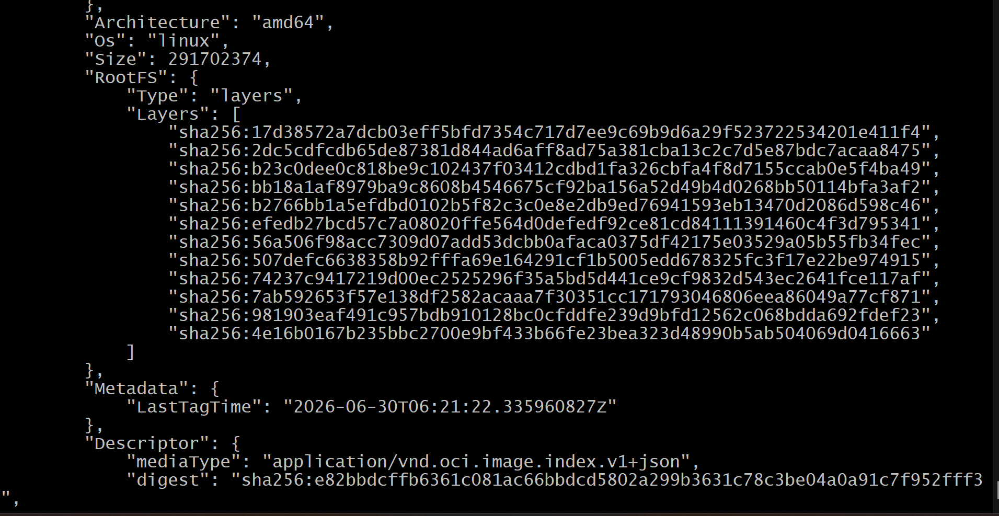 },
"Architecture": "amd64",
"Os": "linux",
"Size": 291702374,
"RootFS": {
"Type": "layers",
"Layers": [
"sha256:17d38572a7dcb03eff5bfd7354c717d7ee9c69b9d6a29f523722534201e411f4",
"sha256:2dc5cdfcdb65de87381d844ad6aff8ad75a381cba13c2c7d5e87bdc7acaa8475",
"sha256:b23c0dee0c818be9c102437f03412cdbd1fa326cbfa4f8d7155ccab0e5f4ba49",
"sha256:bb18a1af8979ba9c8608b4546675cf92ba156a52d49b4d0268bb50114bfa3af2",
"sha256:b2766bb1a5efdbd0102b5f82c3c0e8e2db9ed76941593eb13470d2086d598c46",
"sha256:efedb27bcd57c7a08020ffe564d0defedf92ce81cd84111391460c4f3d795341",
"sha256:56a506f98acc7309d07add53dcbb0afaca0375df42175e03529a05b55fb34fec",
"sha256:507defc6638358b92fffa69e164291cf1b5005edd678325fc3f17e22be974915",
"sha256:74237c9417219d00ec2525296f35a5bd5d441ce9cf9832d543ec2641fce117af",
"sha256:7ab592653f57e138df2582acaaa7f30351cc171793046806eea86049a77cf871",
"sha256:981903eaf491c957bdb910128bc0cfddfe239d9bfd12562c068bdda692fdef23",
"sha256:4e16b0167b235bbc2700e9bf433b66fe23bea323d48990b5ab504069d0416663"
]
},
"Metadata": {
"LastTagTime": "2026-06-30T06:21:22.335960827Z"
},
"Descriptor": {
"mediaType": "application/vnd.oci.image.index.v1+json",
"digest": "sha256:e82bbdcffb6361c081ac66bbdcd5802a299b3631c78c3be04a0a91c7f952fff3
",